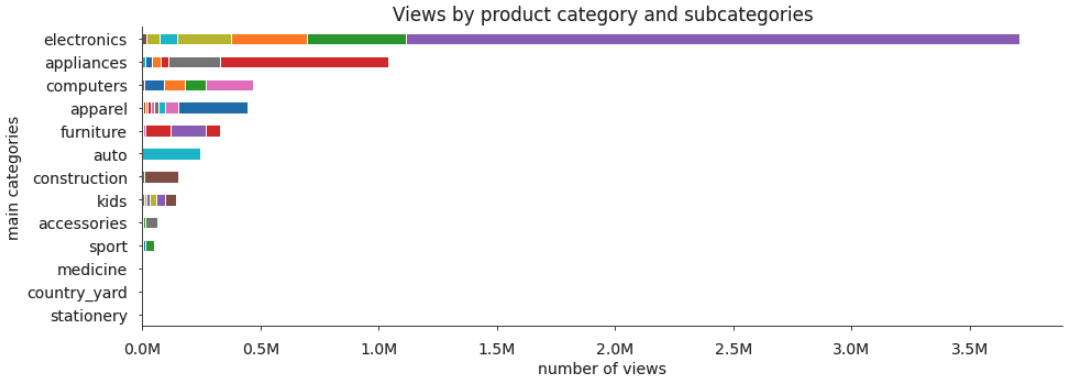 Views by product category and subcategories
main categories
electronics
appliances
computers
apparel
furniture
auto
construction
kids
accessories
sport
medicine
country_yard
stationery
0.0M 0.5M 1.0M 1.5M 2.0M 2.5M 3.0M 3.5M
number of views